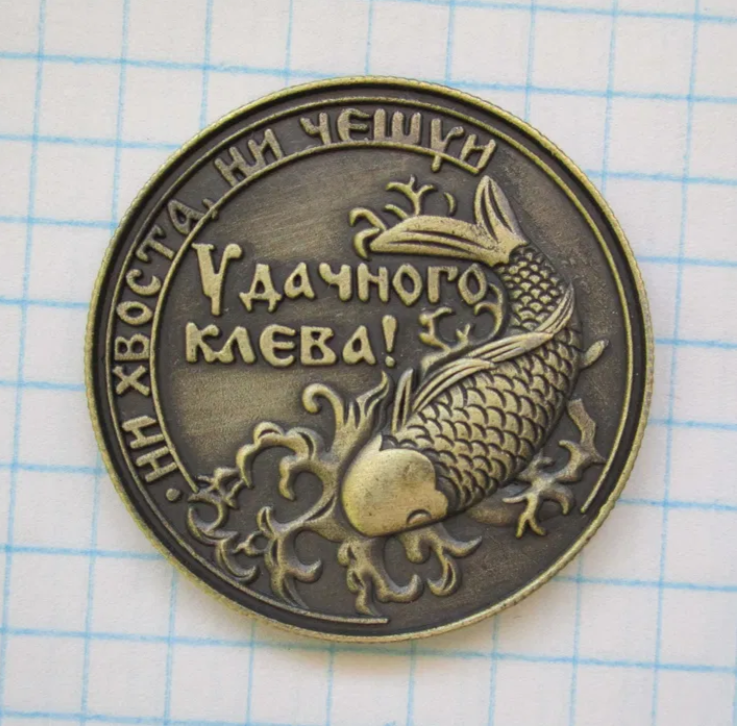 · НИ ХВОСТА, НИ ЧЕШУИ
Удачного
клева!